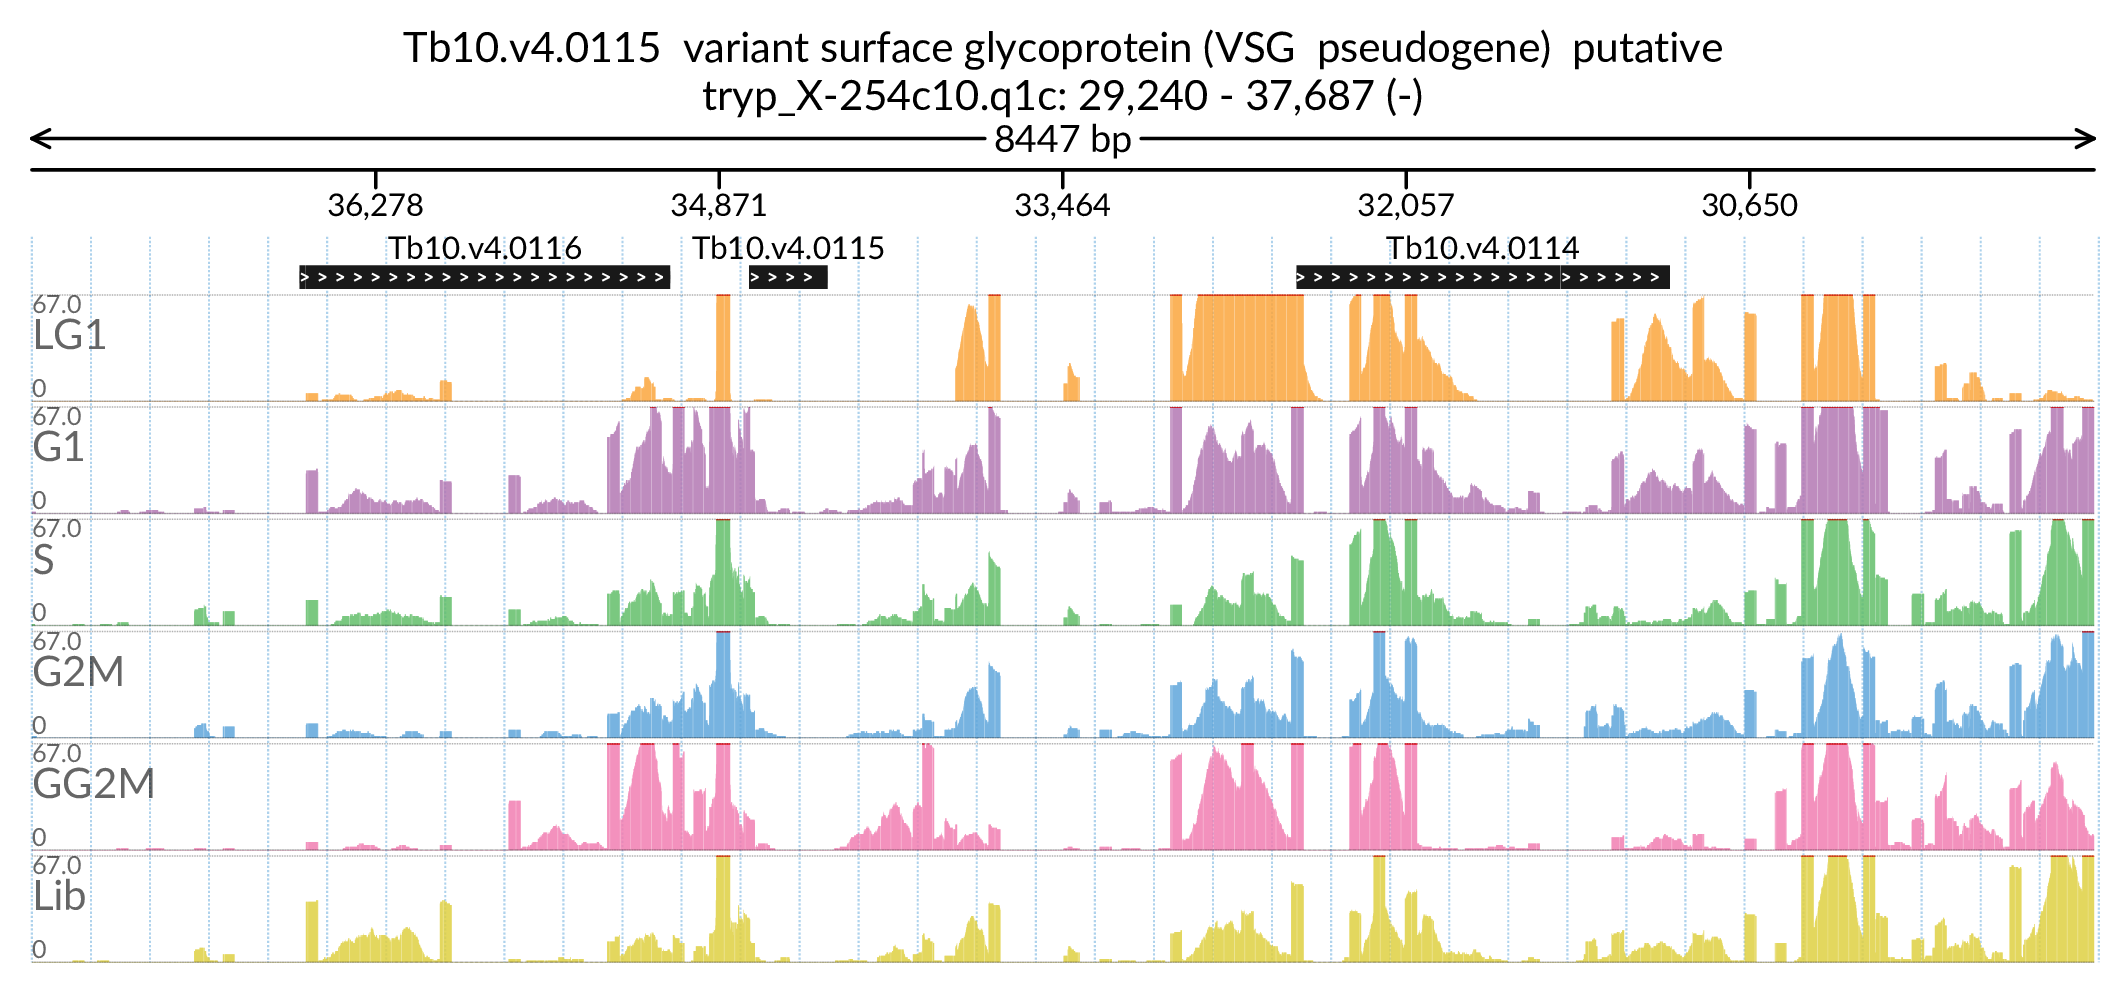 Tb10.v4.0115  variant surface glycoprotein (VSG  pseudogene)  putative
tryp_X-254c10.q1c: 29,240 - 37,687 (-)
8447 bp
36,278 34,871 33,464 32,057 30,650
Tb10.v4.0116 Tb10.v4.0115 Tb10.v4.0114
67.0
LG1
0
67.0
G1
0
67.0
S
0
67.0
G2M
0
67.0
GG2M
0
67.0
Lib
0